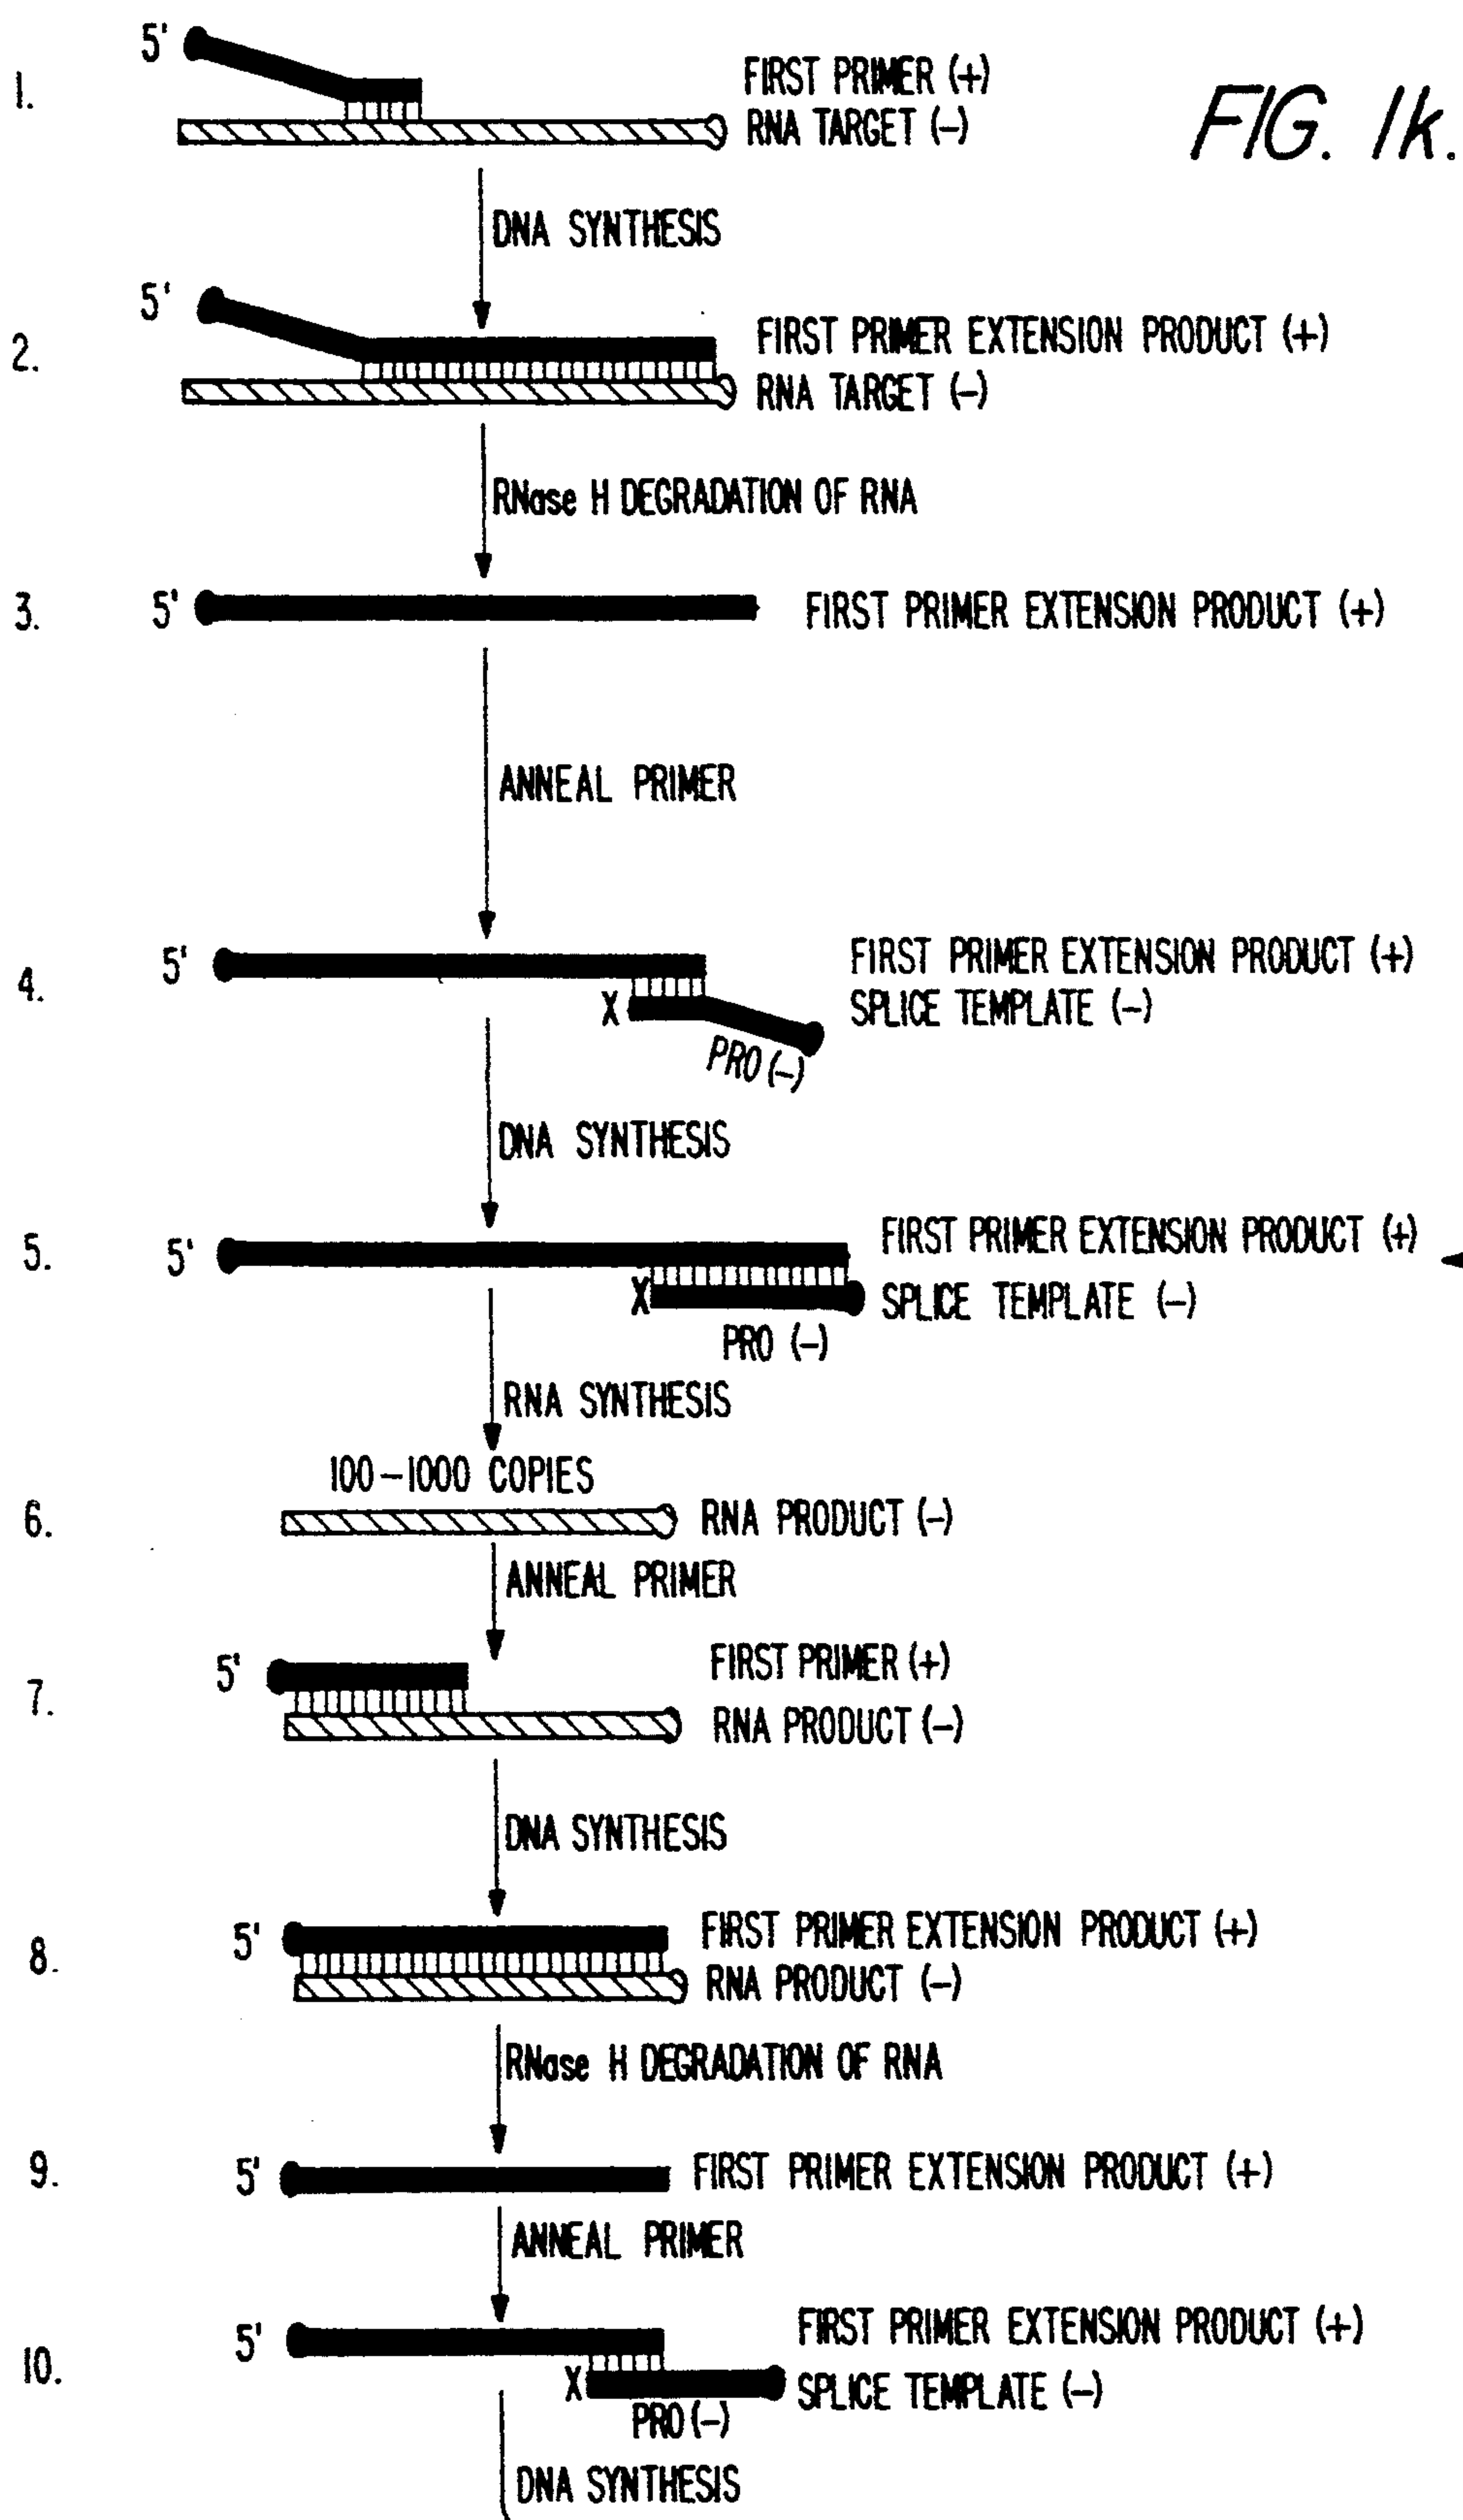 FIG. 1k.
1.
5'
FIRST PRIMER (+)
RNA TARGET (-)
DNA SYNTHESIS
2.
5'
FIRST PRIMER EXTENSION PRODUCT (+)
RNA TARGET (-)
RNase H DEGRADATION OF RNA
3.
5'
FIRST PRIMER EXTENSION PRODUCT (+)
ANNEAL PRIMER
4.
5'
FIRST PRIMER EXTENSION PRODUCT (+)
X
SPLICE TEMPLATE (-)
PRO (-)
DNA SYNTHESIS
5.
5'
FIRST PRIMER EXTENSION PRODUCT (+)
X
SPLICE TEMPLATE (-)
PRO (-)
RNA SYNTHESIS
100-1000 COPIES
6.
RNA PRODUCT (-)
ANNEAL PRIMER
7.
5'
FIRST PRIMER (+)
RNA PRODUCT (-)
DNA SYNTHESIS
8.
5'
FIRST PRIMER EXTENSION PRODUCT (+)
RNA PRODUCT (-)
RNase H DEGRADATION OF RNA
9.
5'
FIRST PRIMER EXTENSION PRODUCT (+)
ANNEAL PRIMER
10.
5'
FIRST PRIMER EXTENSION PRODUCT (+)
X
SPLICE TEMPLATE (-)
PRO (-)
DNA SYNTHESIS